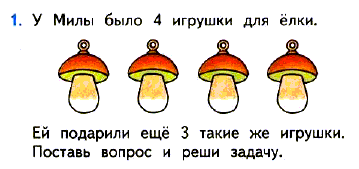 1. У Милы было 4 игрушки для ёлки.
Ей подарили ещё 3 такие же игрушки.
Поставь вопрос и реши задачу.